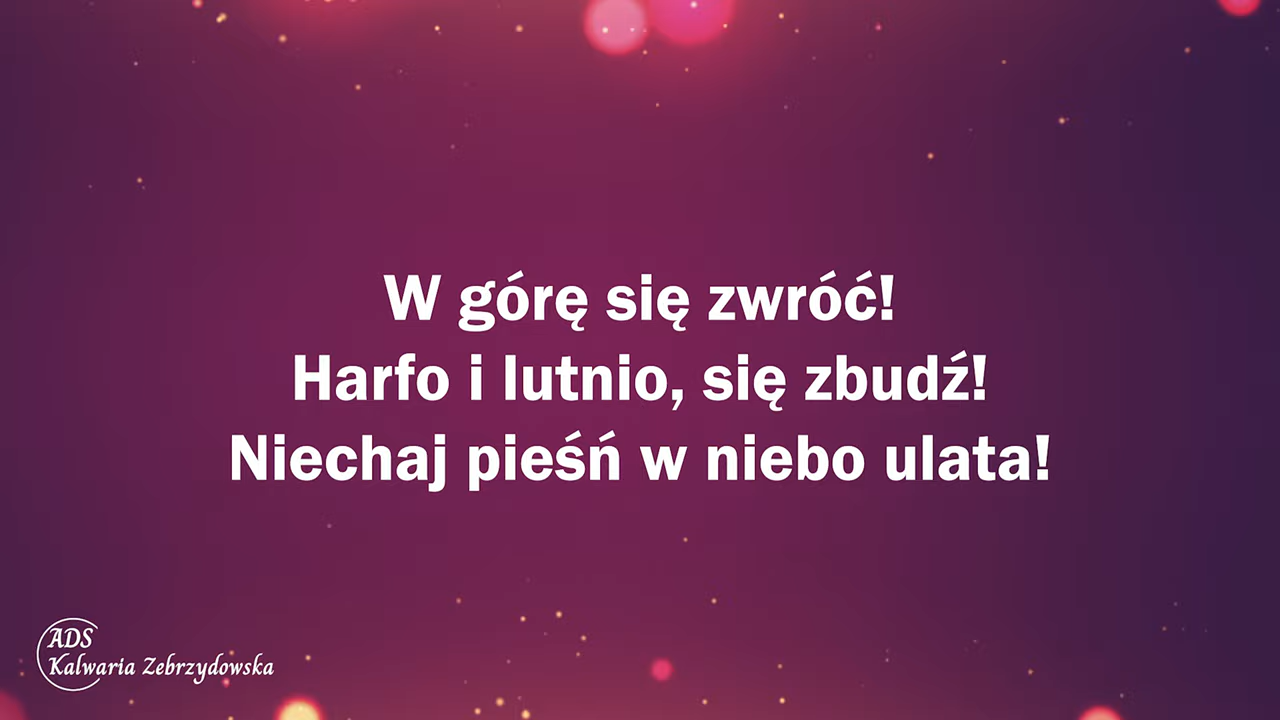 W górę się zwróć!
Harfo i lutnio, się zbudź!
Niechaj pieśń w niebo ulata!
ADS
Kalwaria Zebrzydowska